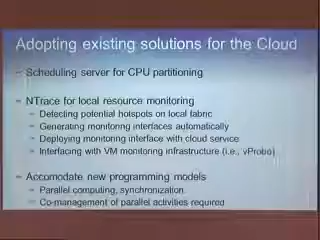 Adopting existing solutions for the Cloud
Scheduling server for CPU partitioning
NTrace for local resource monitoring
Detecting potential hotspots on local fabric
Generating monitoring interfaces automatically
Deploying monitoring interface with cloud service
Interfacing with VM monitoring infrastructure (i.e., vProbe)
Accomodate new programming models
Parallel computing, synchronization
Co-management of parallel activities required